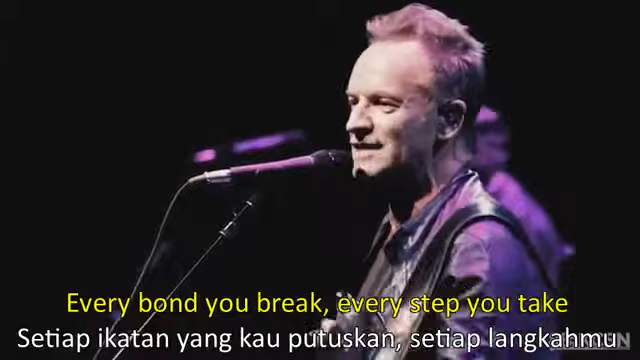 Every bond you break, every step you take
Setiap ikatan yang kau putuskan, setiap langkahmu